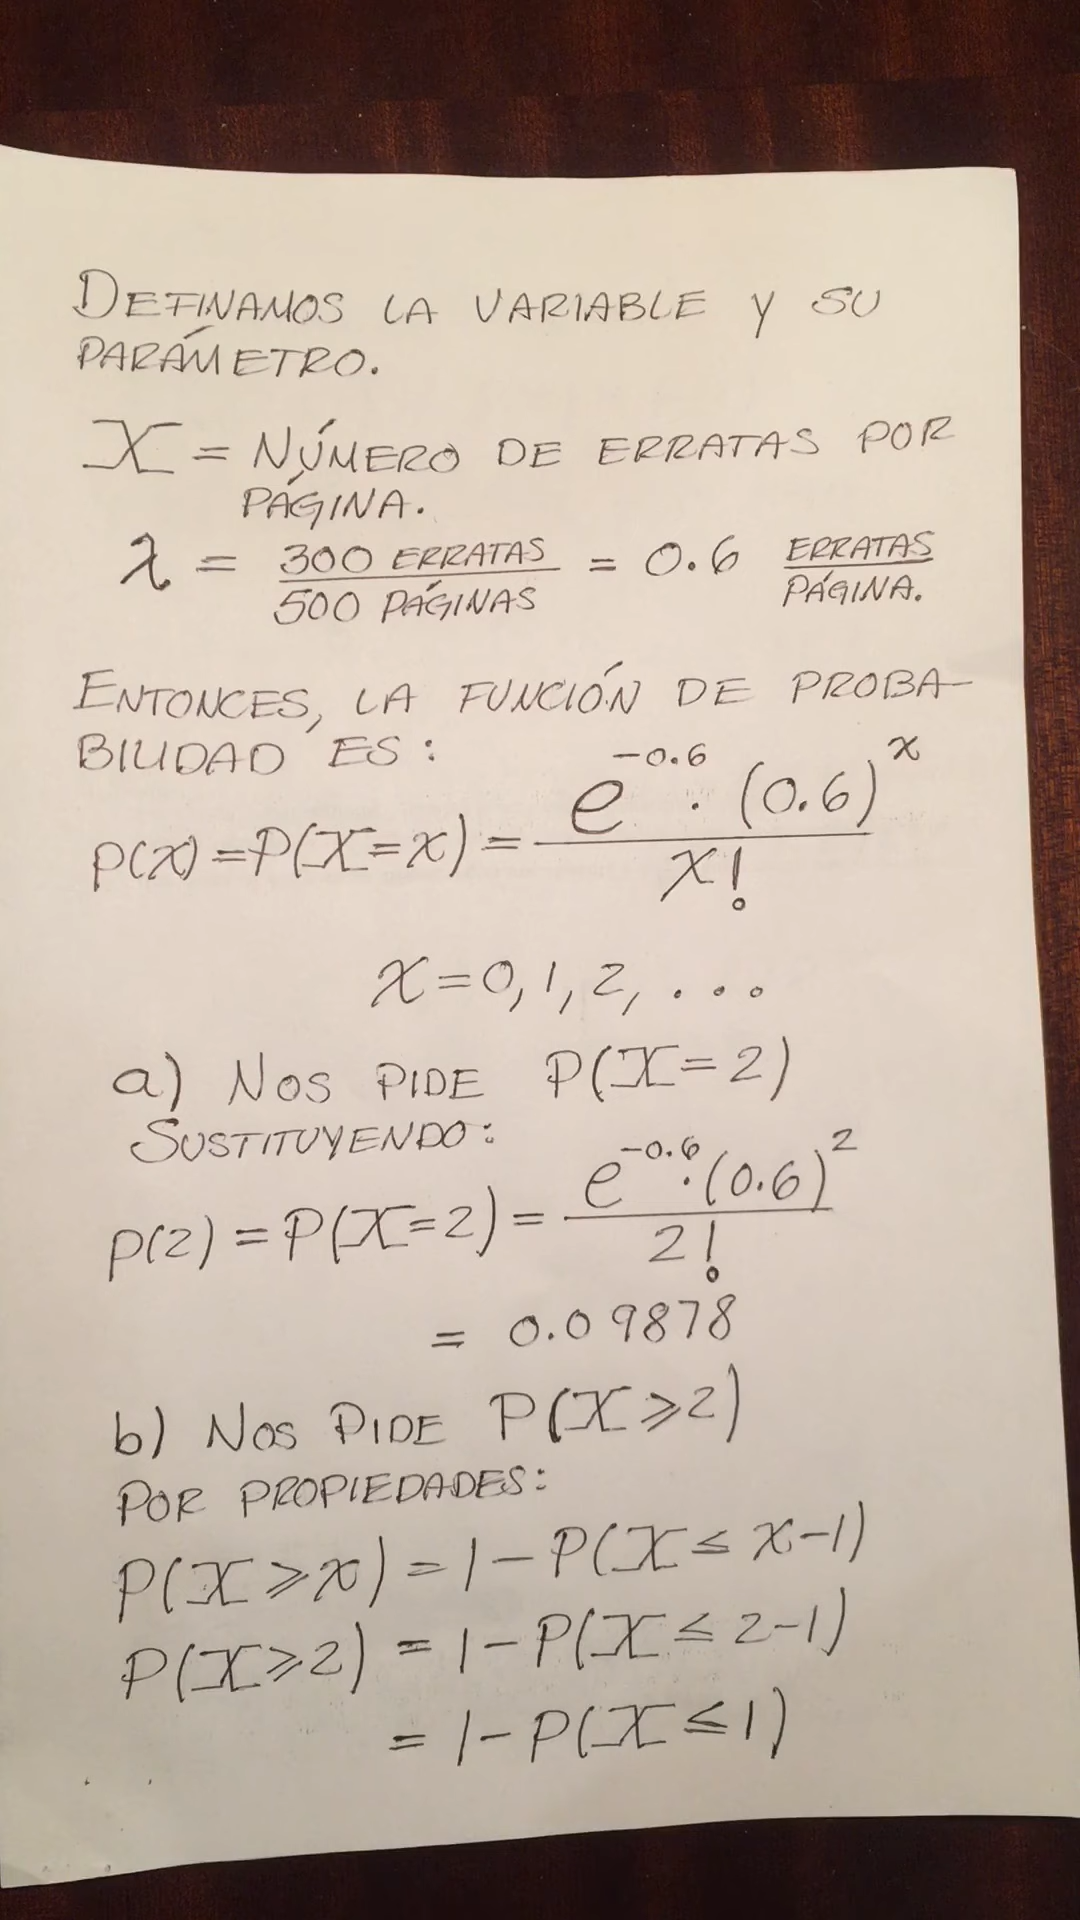 DEFINAMOS LA VARIABLE Y SU
PARÁMETRO.
X = NÚMERO DE ERRATAS POR
PÁGINA.
λ = 300 ERRATAS / 500 PÁGINAS = 0.6 ERRATAS / PÁGINA.
ENTONCES, LA FUNCIÓN DE PROBA-
BILIDAD ES:
p(x) = P(X = x) = e^-0.6 · (0.6)^x / x!
x = 0, 1, 2, ...
a) NOS PIDE P(X = 2)
SUSTITUYENDO:
p(2) = P(X = 2) = e^-0.6 · (0.6)^2 / 2!
= 0.09878
b) NOS PIDE P(X ⩾ 2)
POR PROPIEDADES:
P(X ⩾ x) = 1 - P(X ≤ x - 1)
P(X ⩾ 2) = 1 - P(X ≤ 2 - 1)
= 1 - P(X ≤ 1)